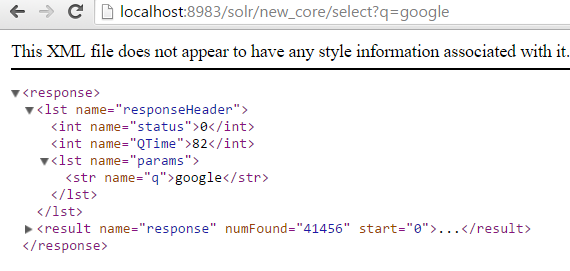 localhost:8983/solr/new_core/select?q=google
This XML file does not appear to have any style information associated with it.
▼<response>
▼<lst name="responseHeader">
<int name="status">0</int>
<int name="QTime">82</int>
▼<lst name="params">
<str name="q">google</str>
</lst>
</lst>
▶<result name="response" numFound="41456" start="0">...</result>
</response>